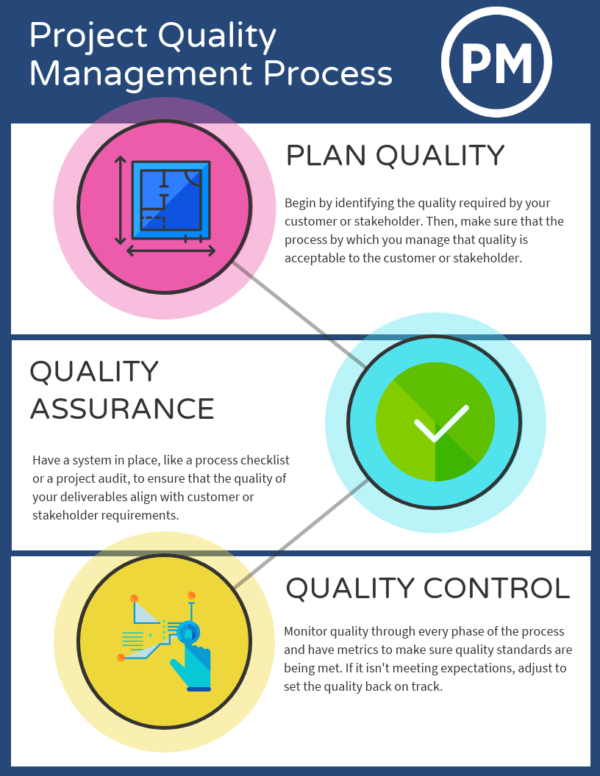 Project Quality
Management Process
PM
PLAN QUALITY
Begin by identifying the quality required by your
customer or stakeholder. Then, make sure that the
process by which you manage that quality is
acceptable to the customer or stakeholder.
QUALITY
ASSURANCE
Have a system in place, like a process checklist
or a project audit, to ensure that the quality of
your deliverables align with customer or
stakeholder requirements.
QUALITY CONTROL
Monitor quality through every phase of the process
and have metrics to make sure quality standards are
being met. If it isn't meeting expectations, adjust to
set the quality back on track.